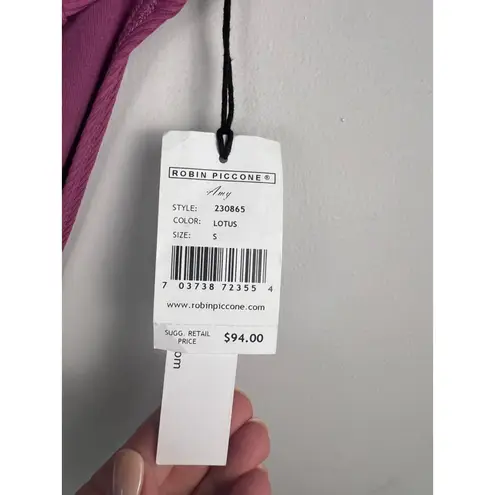 ROBIN PICCONE®
Amy
STYLE: 230865
COLOR: LOTUS
SIZE: S
7 03738 72355 4
www.robinpiccone.com
SUGG. RETAIL PRICE $94.00
om